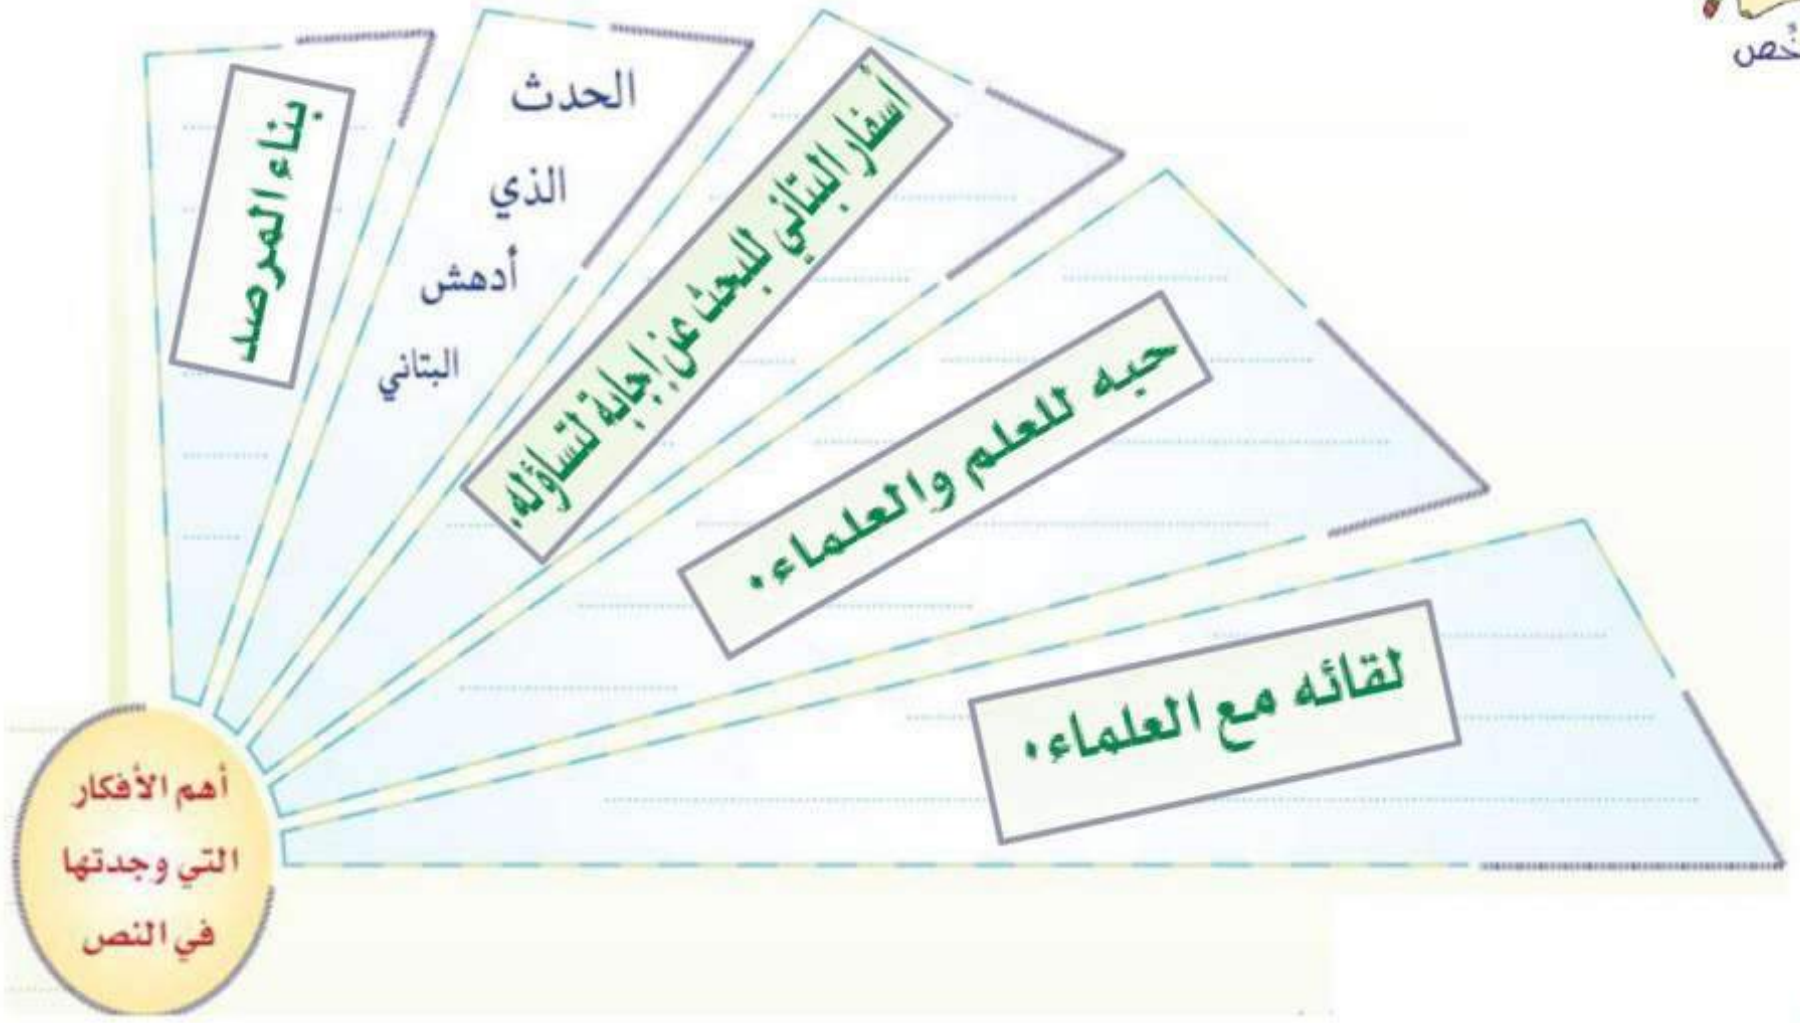 بناء المرصد
الحدث
الذي
أدهش
البتاني
أسفار البتاني للبحث عن إجابة لتساؤله.
حبه للعلم والعلماء.
لقائه مع العلماء.
أهم الأفكار
التي وجدتها
في النص